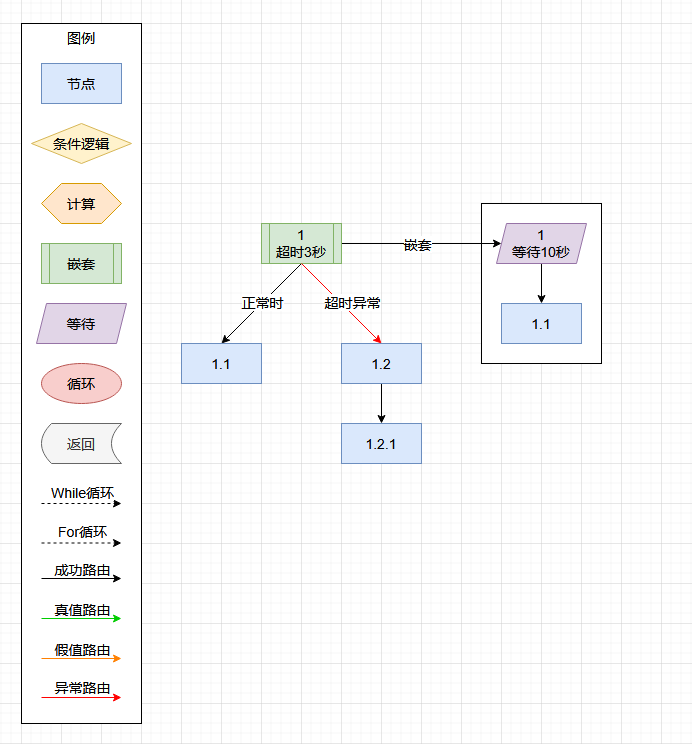 图例
节点
条件逻辑
计算
嵌套
等待
循环
返回
While循环
For循环
成功路由
真值路由
假值路由
异常路由
1
超时3秒
嵌套
1
等待10秒
正常时
超时异常
1.1
1.1
1.2
1.2.1